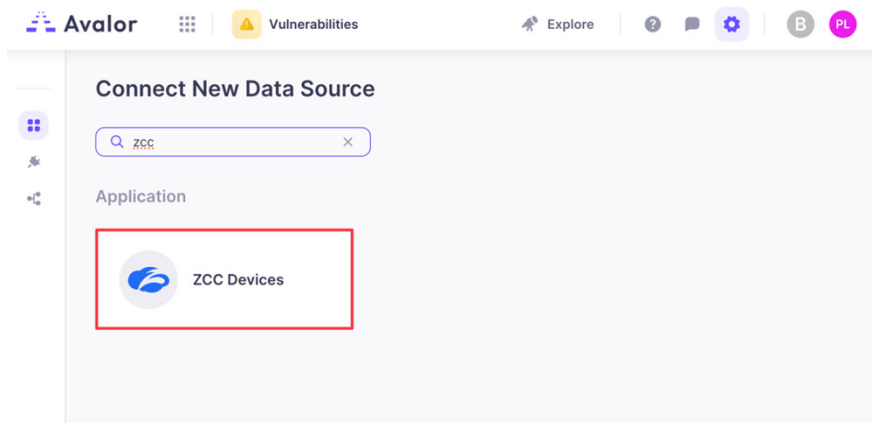 Avalor
Vulnerabilities
Explore
?
B
PL
Connect New Data Source
zcc
Application
ZCC Devices